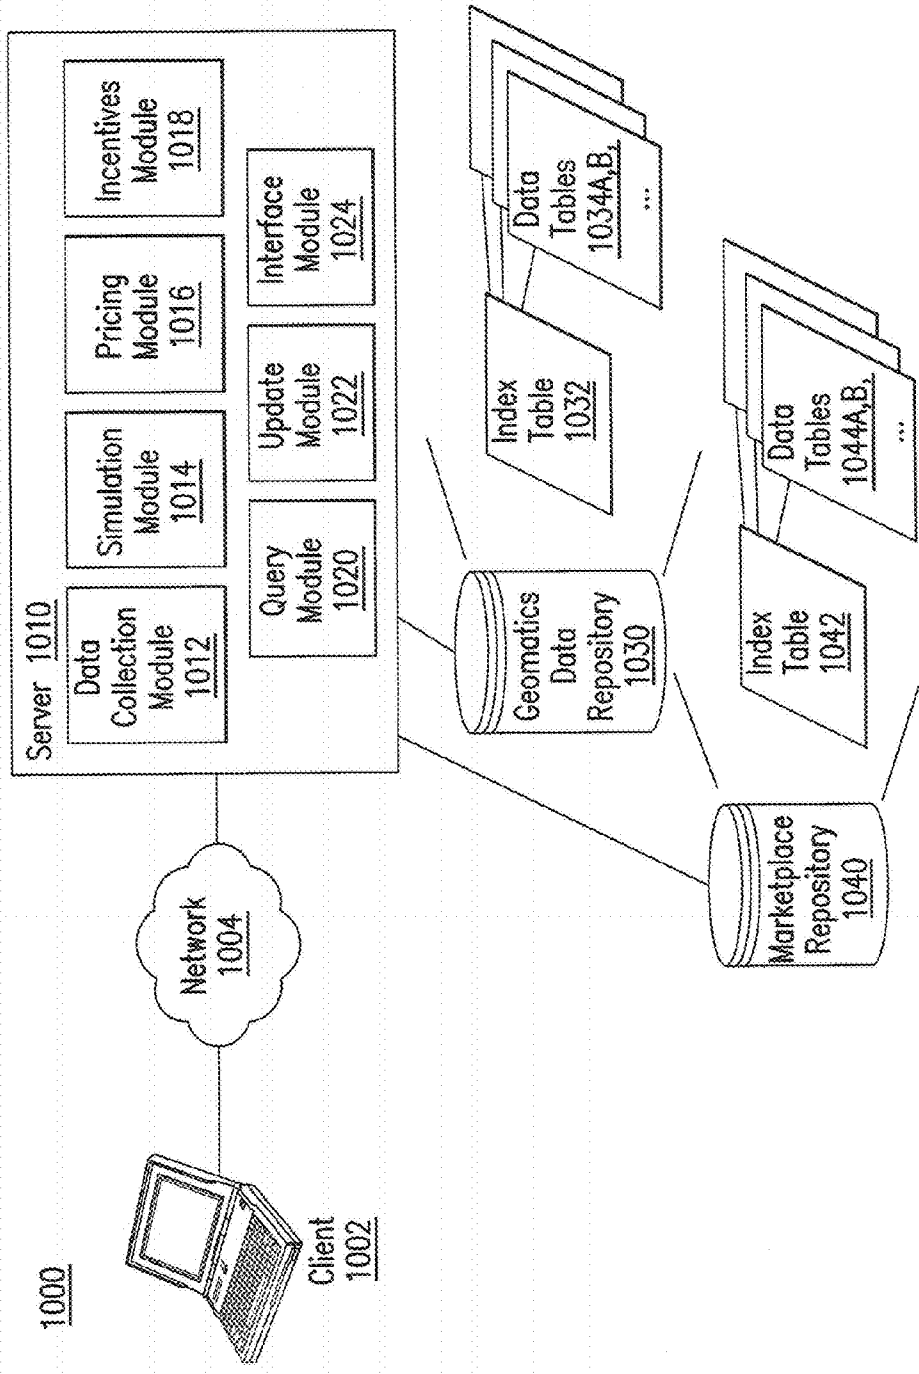 1000
Client
1002
Network
1004
Server 1010
Data
Collection
Module
1012
Simulation
Module
1014
Pricing
Module
1016
Incentives
Module
1018
Query
Module
1020
Update
Module
1022
Interface
Module
1024
Geomatics
Data
Repository
1030
Index
Table
1032
Data
Tables
1034A,B,
...
Marketplace
Repository
1040
Index
Table
1042
Data
Tables
1044A,B,
...